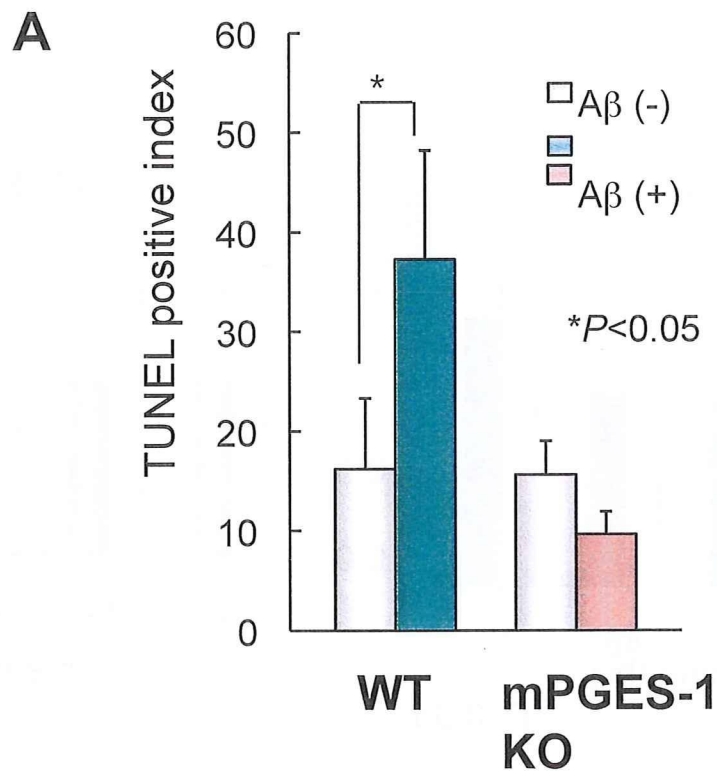 A
TUNEL positive index
60
50
40
30
20
10
0
*
Aβ (-)
Aβ (+)
*P<0.05
WT
mPGES-1
KO